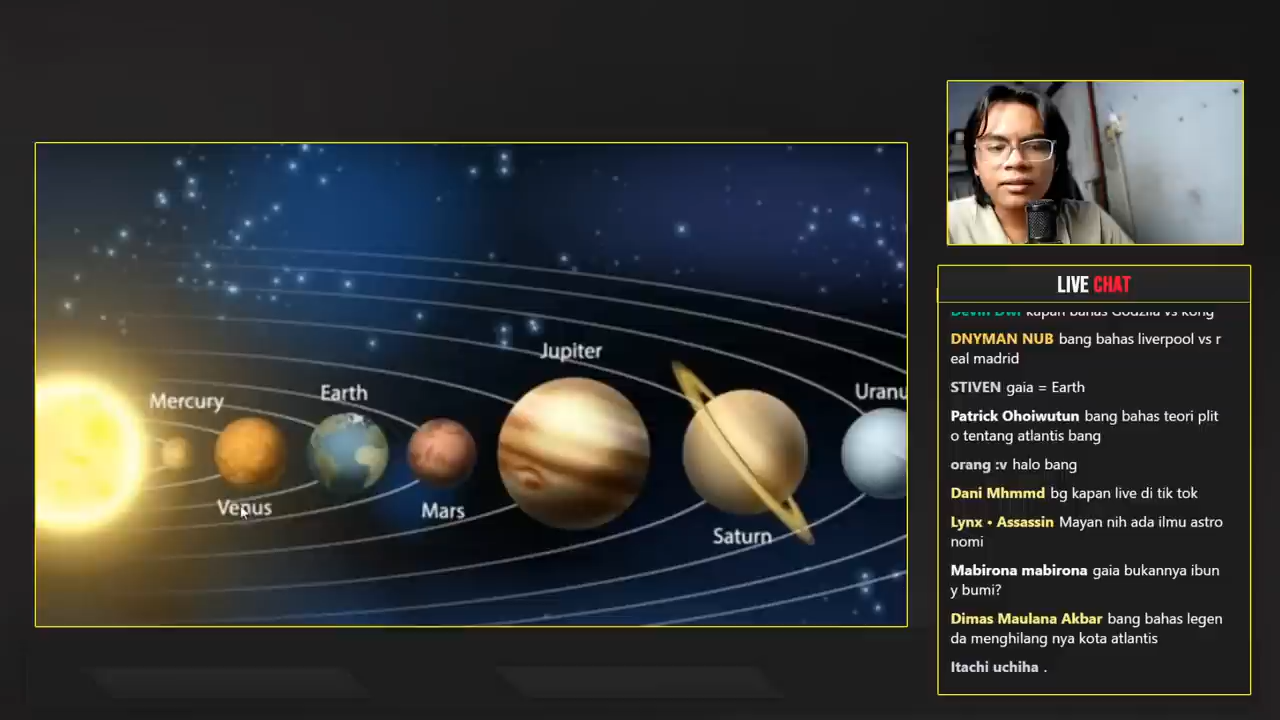 Jupiter
Earth
Uranu
Mercury
Venus
Mars
Saturn
LIVE CHAT
Devin Dwi kapan bahas Godzila vs kong
DNYMAN NUB bang bahas liverpool vs r
eal madrid
STIVEN gaia = Earth
Patrick Ohoiwutun bang bahas teori plit
o tentang atlantis bang
orang :v halo bang
Dani Mhmmd bg kapan live di tik tok
Lynx • Assassin Mayan nih ada ilmu astro
nomi
Mabirona mabirona gaia bukannya ibun
y bumi?
Dimas Maulana Akbar bang bahas legen
da menghilang nya kota atlantis
Itachi uchiha .